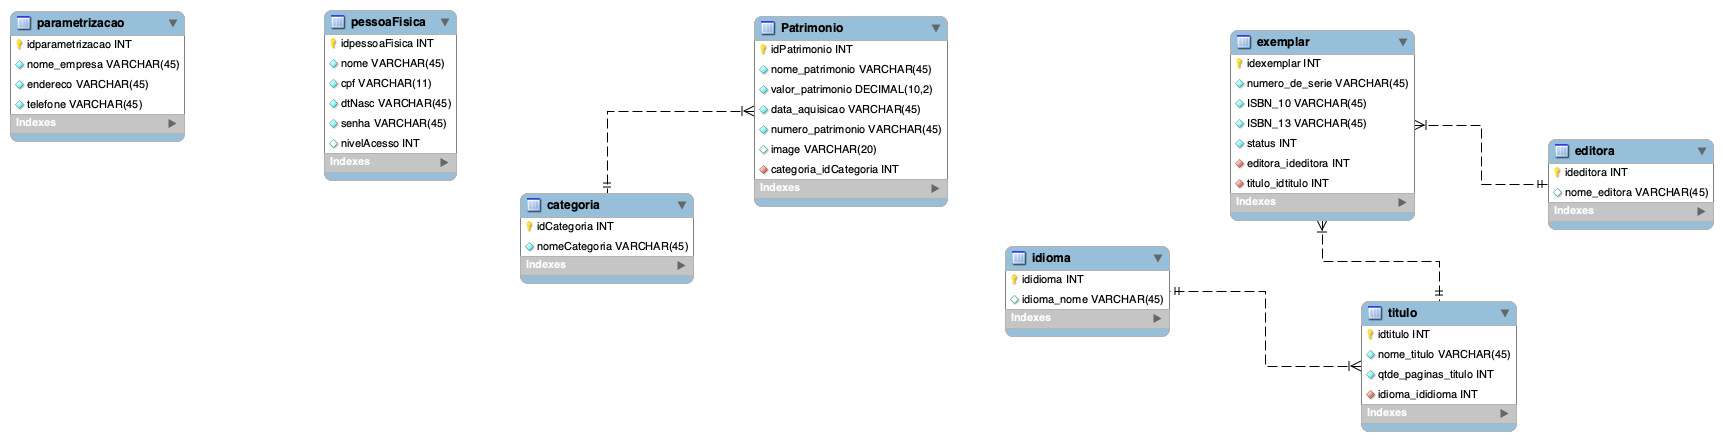 parametrizacao
idparametrizacao INT
nome_empresa VARCHAR(45)
endereco VARCHAR(45)
telefone VARCHAR(45)
Indexes
pessoaFisica
idpessoaFisica INT
nome VARCHAR(45)
cpf VARCHAR(11)
dtNasc VARCHAR(45)
senha VARCHAR(45)
nivelAcesso INT
Indexes
categoria
idCategoria INT
nomeCategoria VARCHAR(45)
Indexes
Patrimonio
idPatrimonio INT
nome_patrimonio VARCHAR(45)
valor_patrimonio DECIMAL(10,2)
data_aquisicao VARCHAR(45)
numero_patrimonio VARCHAR(45)
image VARCHAR(20)
categoria_idCategoria INT
Indexes
idioma
ididioma INT
idioma_nome VARCHAR(45)
Indexes
exemplar
idexemplar INT
numero_de_serie VARCHAR(45)
ISBN_10 VARCHAR(45)
ISBN_13 VARCHAR(45)
status INT
editora_ideditora INT
titulo_idtitulo INT
Indexes
titulo
idtitulo INT
nome_titulo VARCHAR(45)
qtde_paginas_titulo INT
idioma_ididioma INT
Indexes
editora
ideditora INT
nome_editora VARCHAR(45)
Indexes